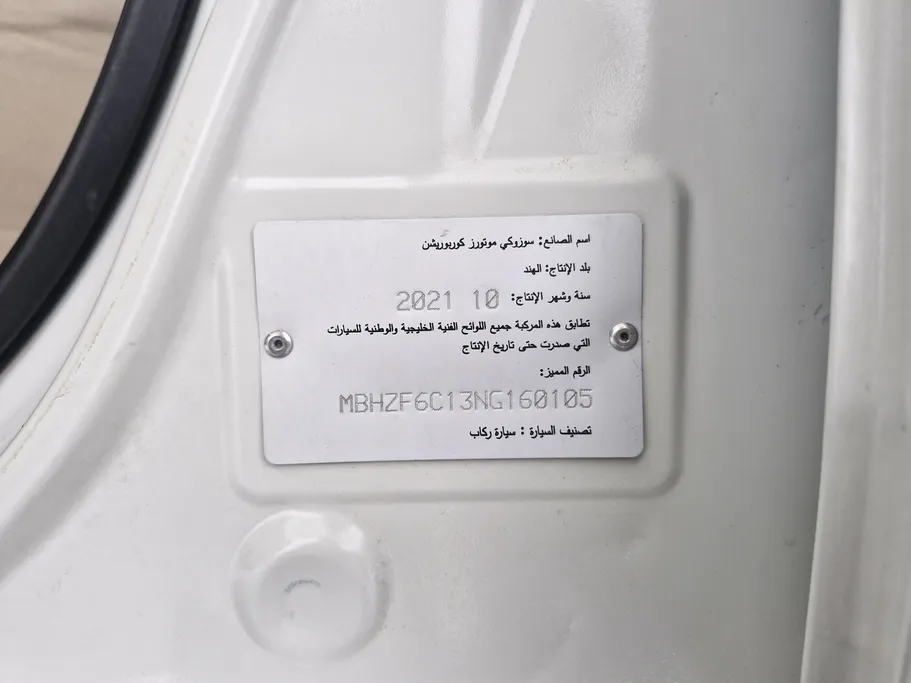 اسم الصانع: سوزوكي موتورز كوربوريشن
بلد الإنتاج: الهند
سنة وشهر الإنتاج: 10 2021
تطابق هذه المركبة جميع اللوائح الفنية الخليجية والوطنية للسيارات
التي صدرت حتى تاريخ الإنتاج
الرقم المميز:
MBHZF6C13NG160105
تصنيف السيارة : سيارة ركاب